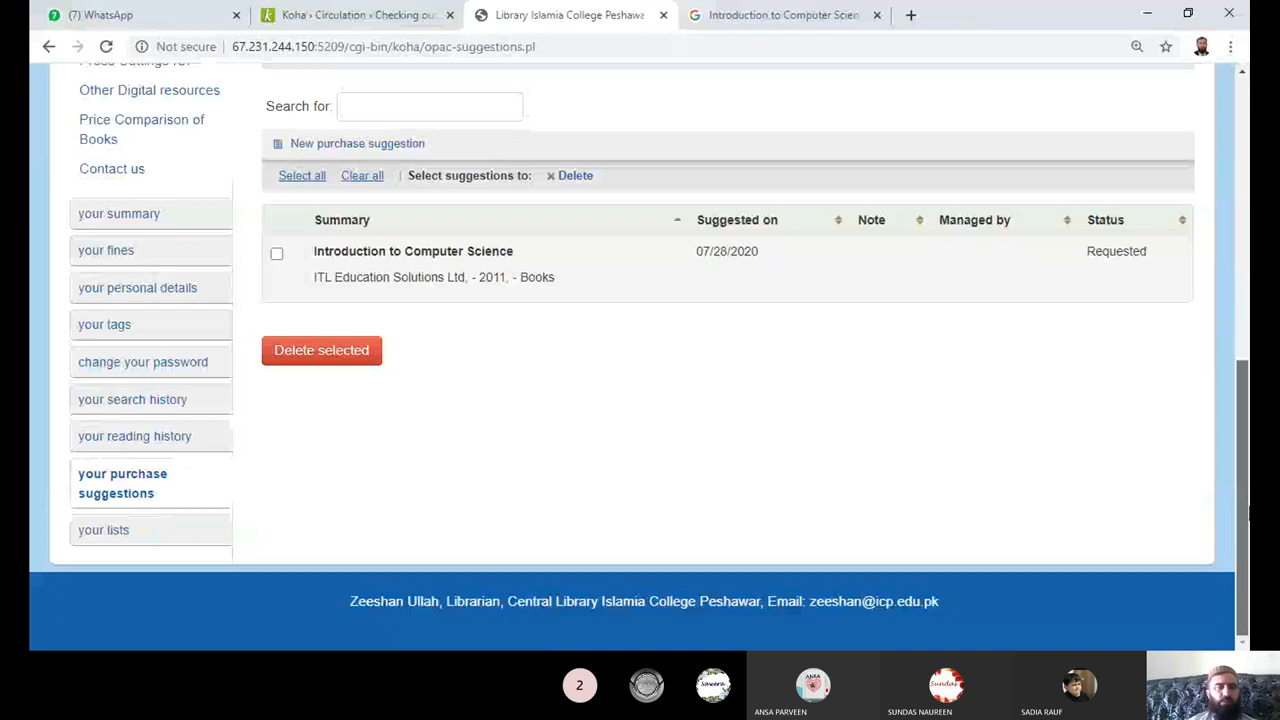 (7) WhatsApp
Koha › Circulation › Checking out
Library Islamia College Peshawa
Introduction to Computer Scien
Not secure 67.231.244.150:5209/cgi-bin/koha/opac-suggestions.pl
Other Digital resources
Price Comparison of
Books
Contact us
your summary
your fines
your personal details
your tags
change your password
your search history
your reading history
your purchase
suggestions
your lists
Search for:
New purchase suggestion
Select all Clear all | Select suggestions to: × Delete
Summary Suggested on Note Managed by Status
Introduction to Computer Science 07/28/2020 Requested
ITL Education Solutions Ltd, - 2011, - Books
Delete selected
Zeeshan Ullah, Librarian, Central Library Islamia College Peshawar, Email: zeeshan@icp.edu.pk
2
Sawera
ANSA
Sundas
ANSA PARVEEN
SUNDAS NAUREEN
SADIA RAUF